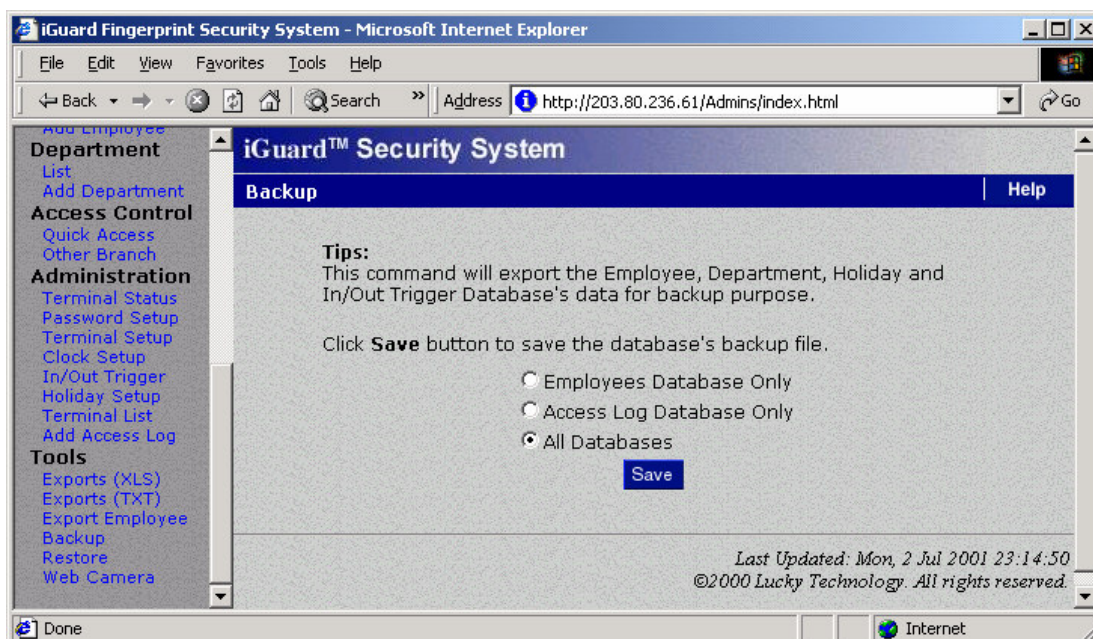 iGuard Fingerprint Security System - Microsoft Internet Explorer
File Edit View Favorites Tools Help
Back Search » Address http://203.80.236.61/Admins/index.html Go
Add Employee
Department
List
Add Department
Access Control
Quick Access
Other Branch
Administration
Terminal Status
Password Setup
Terminal Setup
Clock Setup
In/Out Trigger
Holiday Setup
Terminal List
Add Access Log
Tools
Exports (XLS)
Exports (TXT)
Export Employee
Backup
Restore
Web Camera
iGuard™ Security System
Backup Help
Tips:
This command will export the Employee, Department, Holiday and
In/Out Trigger Database's data for backup purpose.
Click Save button to save the database's backup file.
Employees Database Only
Access Log Database Only
All Databases
Save
Last Updated: Mon, 2 Jul 2001 23:14:50
©2000 Lucky Technology. All rights reserved.
Done Internet